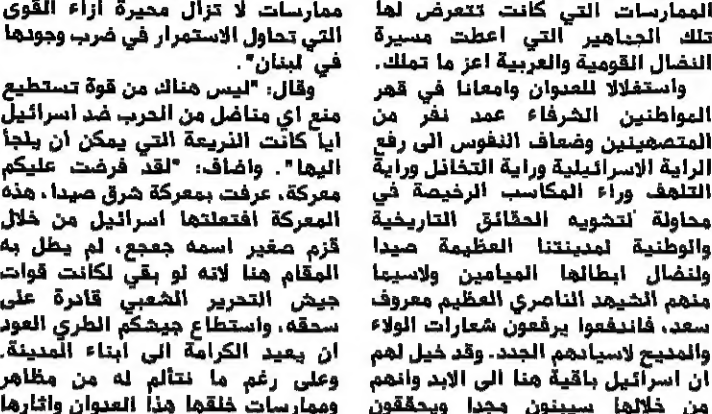 الممارسات التي كانت تتعرض لها
تلك الجماهير التي اعطت مسيرة
النضال القومية والعربية اعز ما تملك.
واستغلالا للعدوان وامعانا في قهر
المواطنين الشرفاء عمد نفر من
المتصهينين وضعاف النفوس الى رفع
الراية الاسرائيلية وراية التخاذل وراية
التلهف وراء المكاسب الرخيصة في
محاولة لتشويه الحقائق التاريخية
والوطنية لمدينتنا العظيمة صيدا
ولنضال ابطالها الميامين ولاسيما
منهم الشيهد الناصري العظيم معروف
سعد، فاندفعوا يرفعون شعارات الولاء
والمديح لاسيادهم الجدد. وقد خيل لهم
ان اسرائيل باقية هنا الى الابد وانهم
من خلالها سيبنون مجدا ويحققون
ممارسات لا تزال محيرة ازاء القوى
التي تحاول الاستمرار في ضرب وجودها
في لبنان".
وقال: "ليس هناك من قوة تستطيع
منع اي مناضل من الحرب ضد اسرائيل
ايا كانت الذريعة التي يمكن ان يلجأ
اليها". واضاف: "لقد فرضت عليكم
معركة، عرفت بمعركة شرق صيدا، هذه
المعركة افتعلتها اسرائيل من خلال
قزم صغير اسمه جعجع، لم يطل به
المقام هنا لانه لو بقي لكانت قوات
جيش التحرير الشعبي قادرة على
سحقه، واستطاع جيشكم الطري العود
ان يعيد الكرامة الى ابناء المدينة.
وعلى رغم ما نتألم له من مظاهر
وممارسات خلقها هذا العدوان واثارها